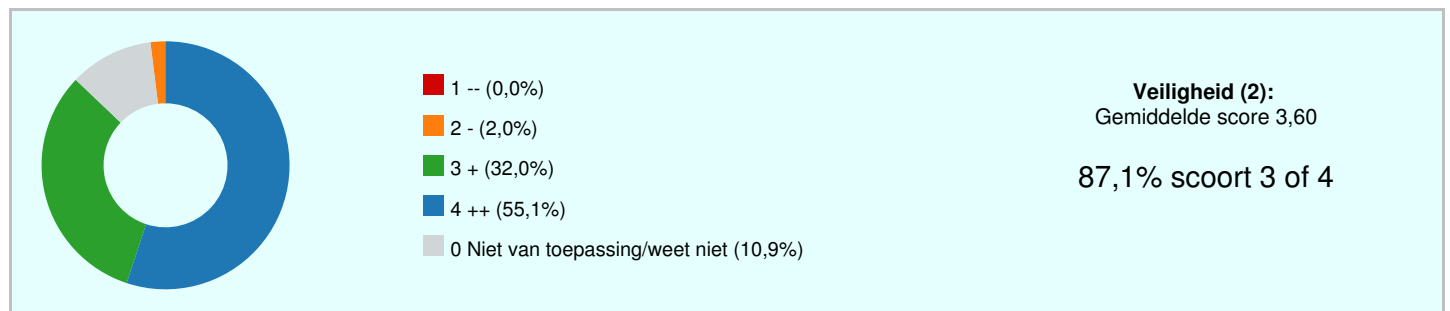 1 -- (0,0%)
2 - (2,0%)
3 + (32,0%)
4 ++ (55,1%)
0 Niet van toepassing/weet niet (10,9%)
Veiligheid (2):
Gemiddelde score 3,60
87,1% scoort 3 of 4